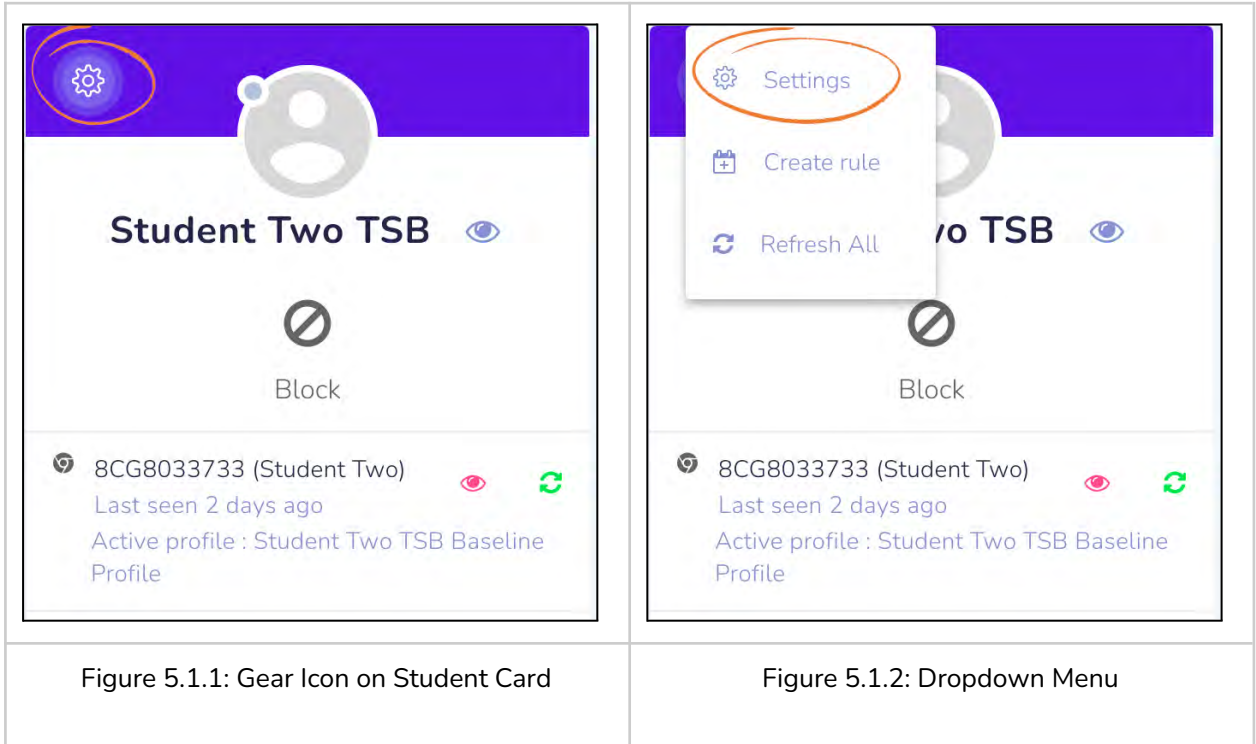 Student Two TSB
Block
8CG8033733 (Student Two)
Last seen 2 days ago
Active profile : Student Two TSB Baseline
Profile
Figure 5.1.1: Gear Icon on Student Card
Settings
Create rule
Refresh All
vo TSB
Block
8CG8033733 (Student Two)
Last seen 2 days ago
Active profile : Student Two TSB Baseline
Profile
Figure 5.1.2: Dropdown Menu